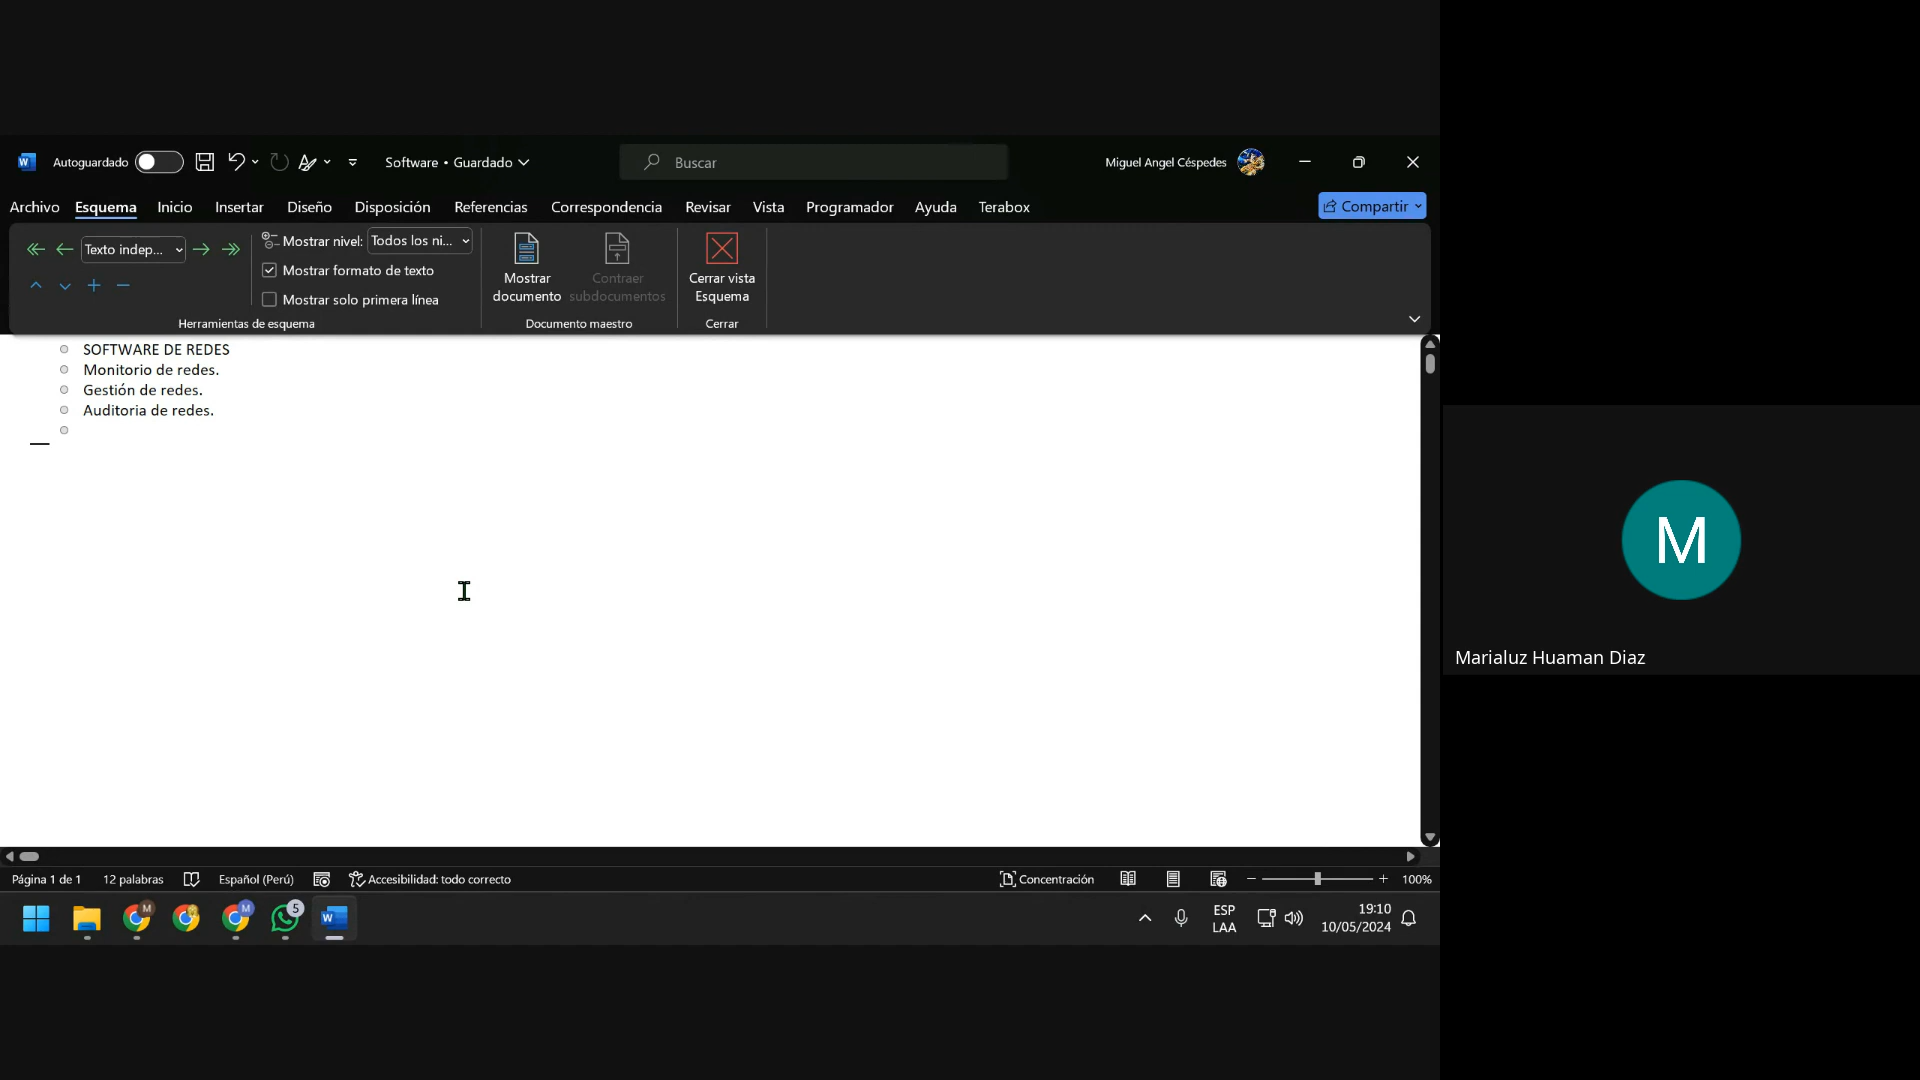 Autoguardado Software • Guardado Buscar Miguel Angel Céspedes
Archivo Esquema Inicio Insertar Diseño Disposición Referencias Correspondencia Revisar Vista Programador Ayuda Terabox Compartir
Texto indep...
Mostrar nivel: Todos los ni...
Mostrar formato de texto
Mostrar solo primera línea
Herramientas de esquema
Mostrar documento
Contraer subdocumentos
Documento maestro
Cerrar vista Esquema
Cerrar
SOFTWARE DE REDES
Monitorio de redes.
Gestión de redes.
Auditoria de redes.
Página 1 de 1 12 palabras Español (Perú) Accesibilidad: todo correcto Concentración 100%
5
ESP
LAA
19:10
10/05/2024
M
Marialuz Huaman Diaz